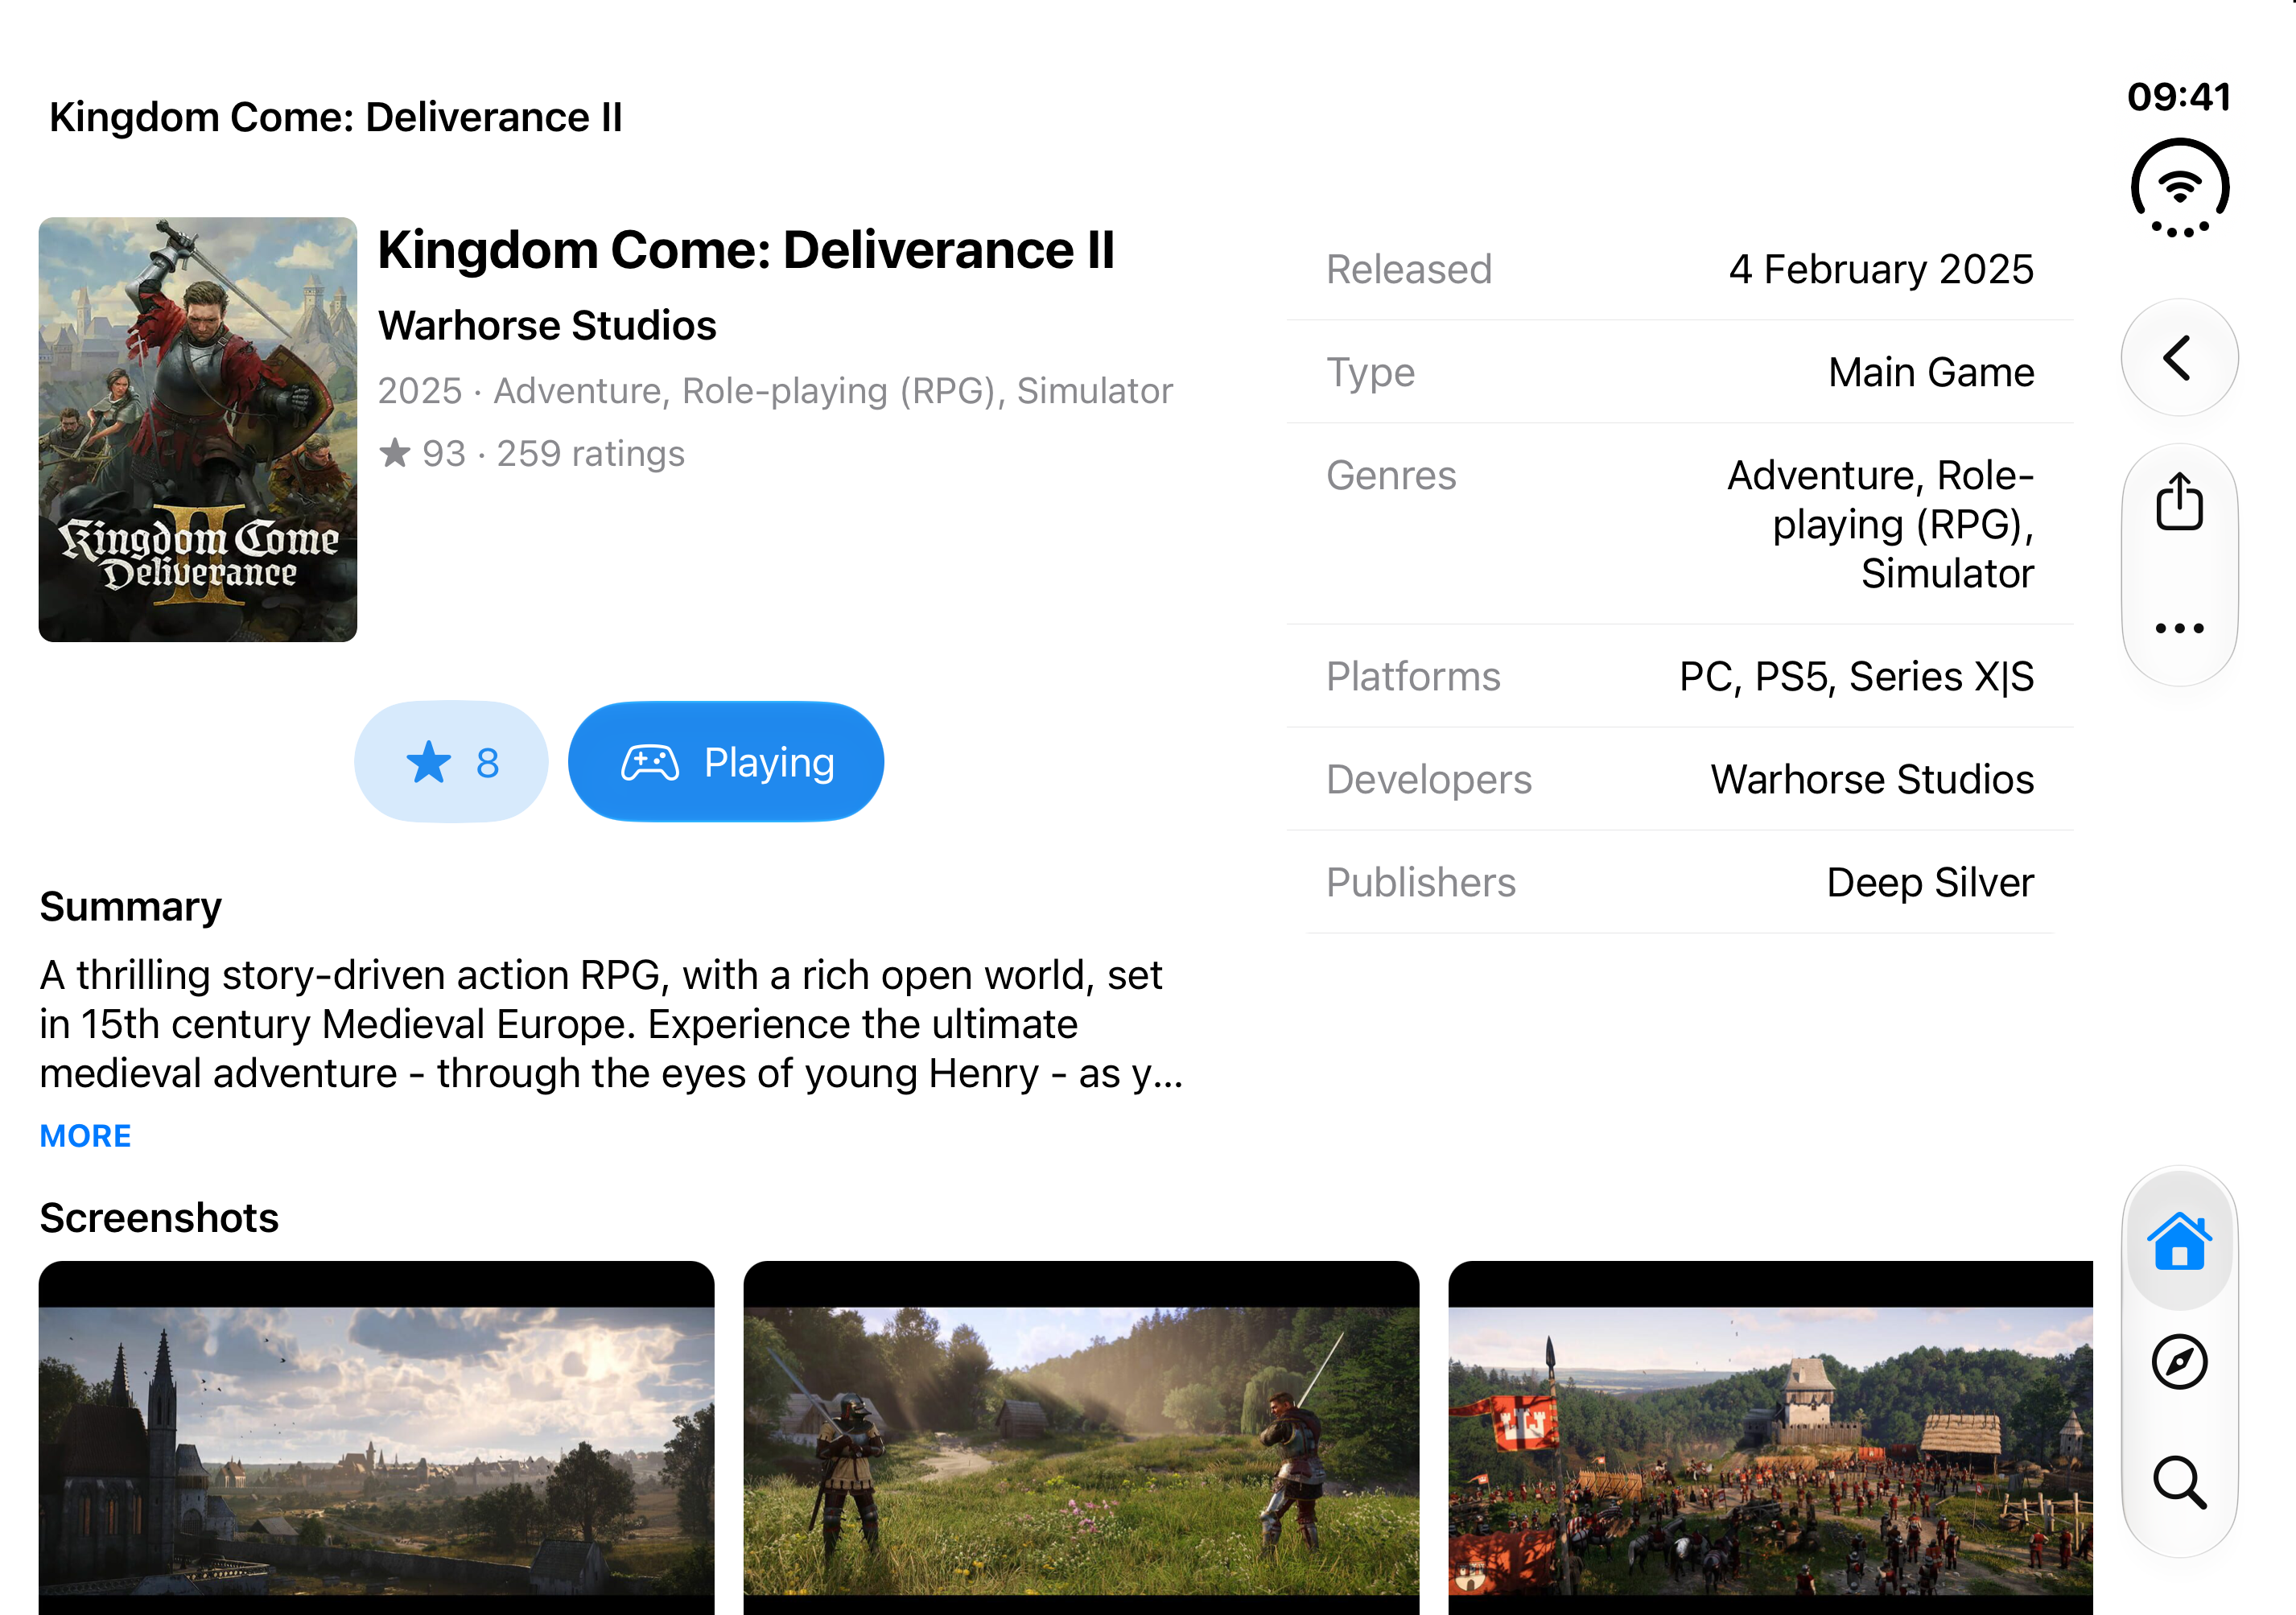 Kingdom Come: Deliverance II
09:41
Kingdom Come
Deliverance
II
Kingdom Come: Deliverance II
Warhorse Studios
2025 · Adventure, Role-playing (RPG), Simulator
★ 93 · 259 ratings
★ 8
Playing
Released 4 February 2025
Type Main Game
Genres Adventure, Role-
playing (RPG),
Simulator
Platforms PC, PS5, Series X|S
Developers Warhorse Studios
Publishers Deep Silver
Summary
A thrilling story-driven action RPG, with a rich open world, set
in 15th century Medieval Europe. Experience the ultimate
medieval adventure - through the eyes of young Henry - as y...
MORE
Screenshots